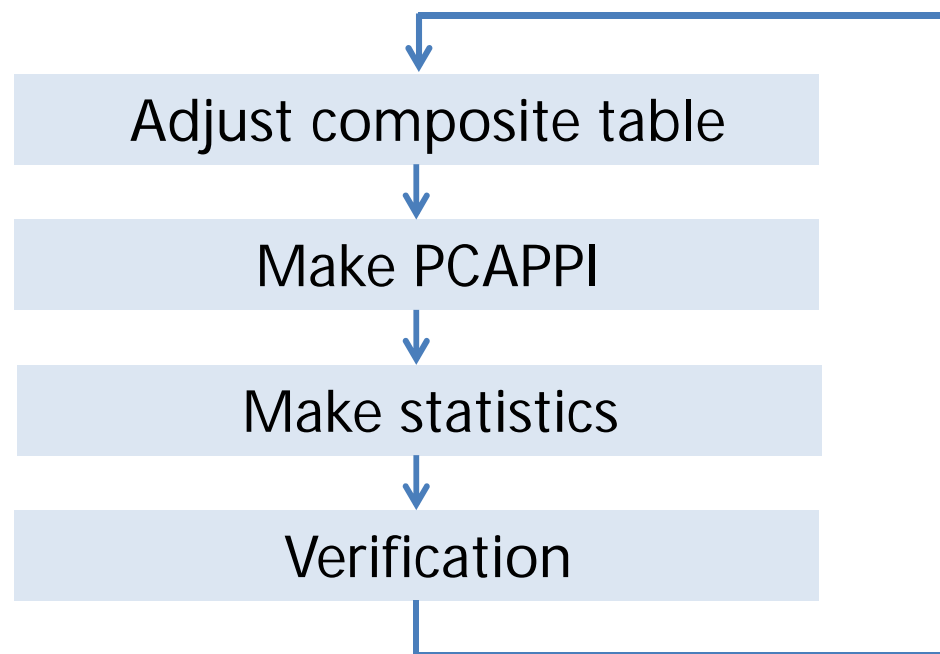 Adjust composite table
Make PCAPPI
Make statistics
Verification